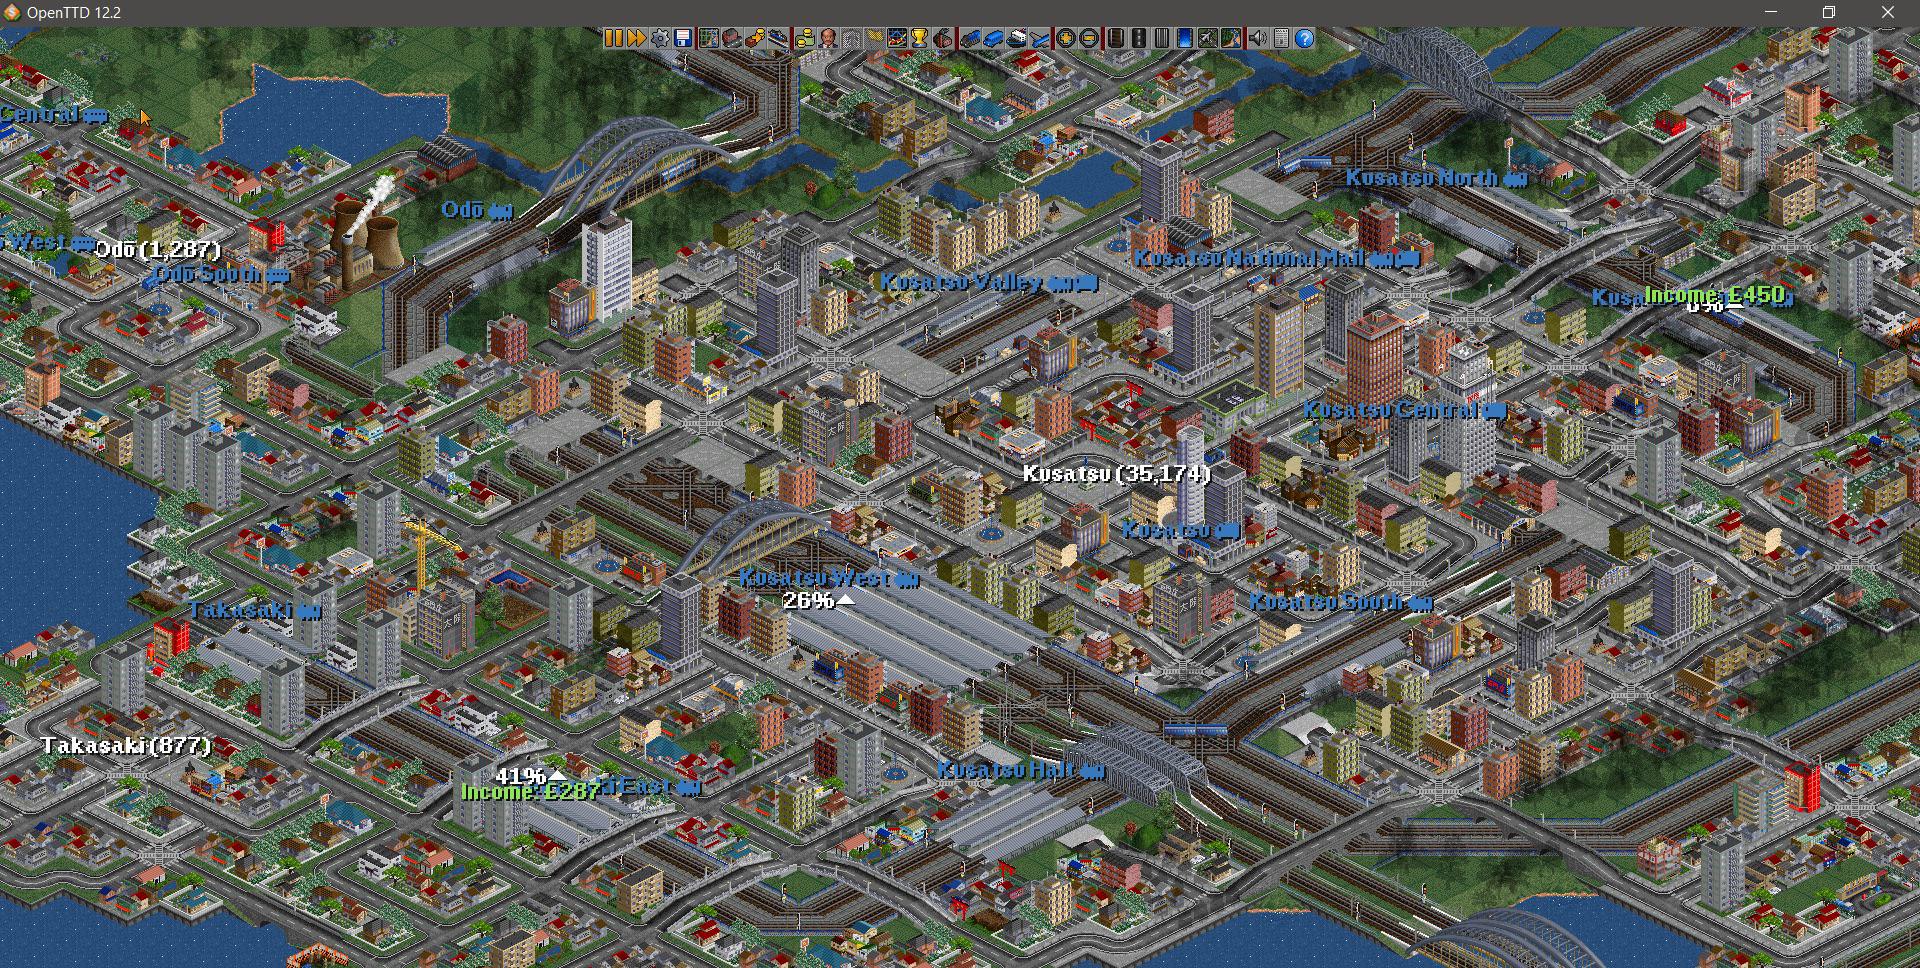 OpenTTD 12.2
Central
Kusatsu North
Odō
West
Odō (1,287)
Odō South
Kusatsu National Mall
Kusatsu Valley
Income: £450
0%
Kusatsu Central
Kusatsu (35,174)
Kusatsu
Kusatsu West
26%
Kusatsu South
Takasaki
Takasaki (877)
Kusatsu Halt
41%
Income: £287
East